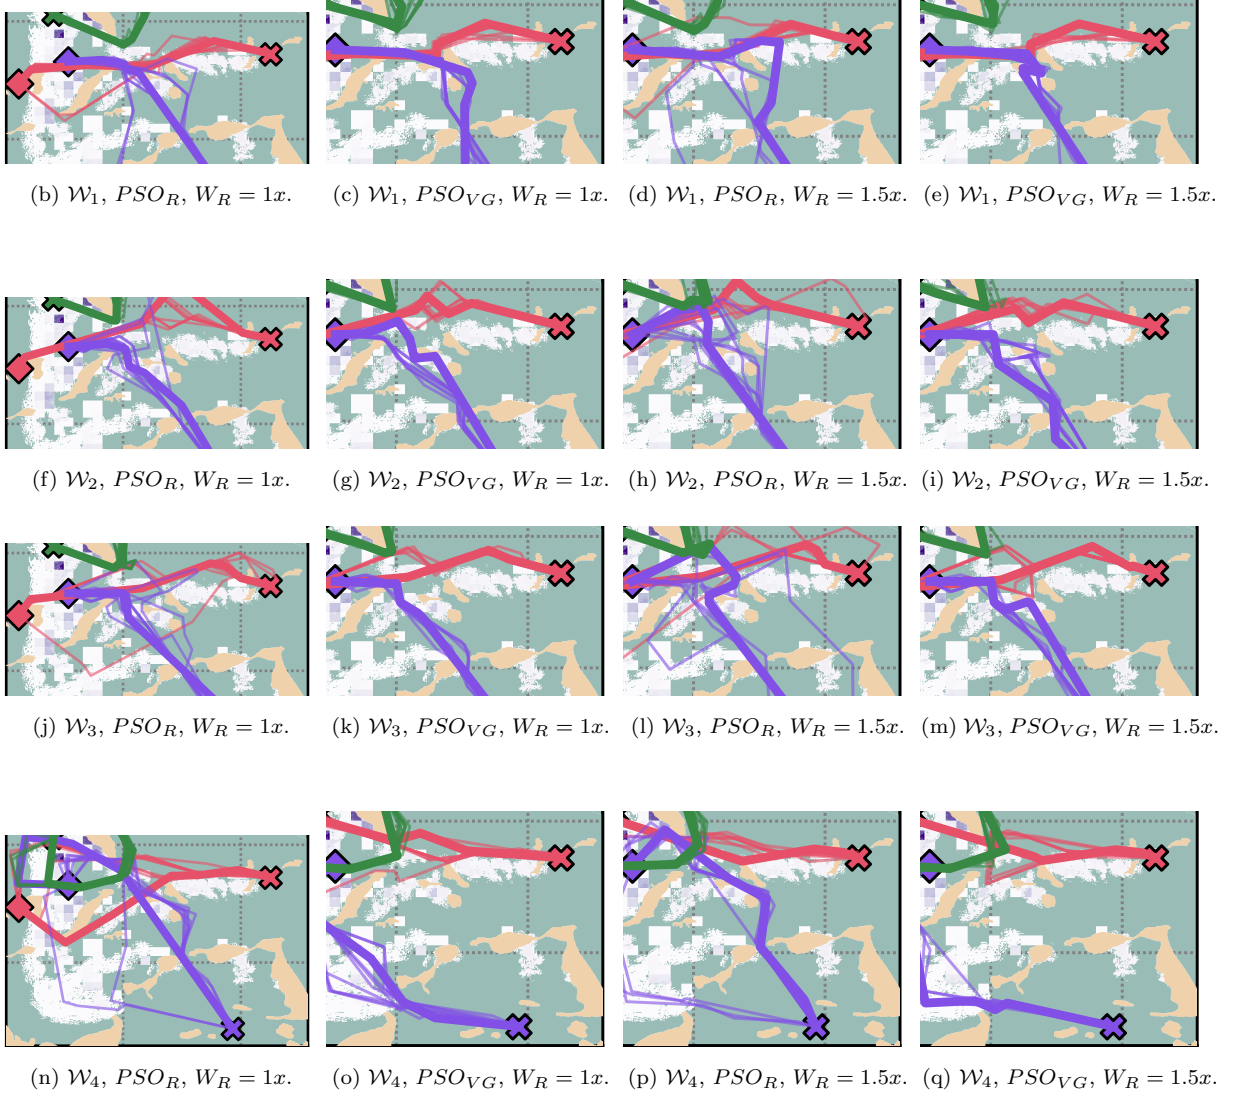 (b) 𝒲₁, PSO_R, W_R = 1x. (c) 𝒲₁, PSO_VG, W_R = 1x. (d) 𝒲₁, PSO_R, W_R = 1.5x. (e) 𝒲₁, PSO_VG, W_R = 1.5x.
(f) 𝒲₂, PSO_R, W_R = 1x. (g) 𝒲₂, PSO_VG, W_R = 1x. (h) 𝒲₂, PSO_R, W_R = 1.5x. (i) 𝒲₂, PSO_VG, W_R = 1.5x.
(j) 𝒲₃, PSO_R, W_R = 1x. (k) 𝒲₃, PSO_VG, W_R = 1x. (l) 𝒲₃, PSO_R, W_R = 1.5x. (m) 𝒲₃, PSO_VG, W_R = 1.5x.
(n) 𝒲₄, PSO_R, W_R = 1x. (o) 𝒲₄, PSO_VG, W_R = 1x. (p) 𝒲₄, PSO_R, W_R = 1.5x. (q) 𝒲₄, PSO_VG, W_R = 1.5x.